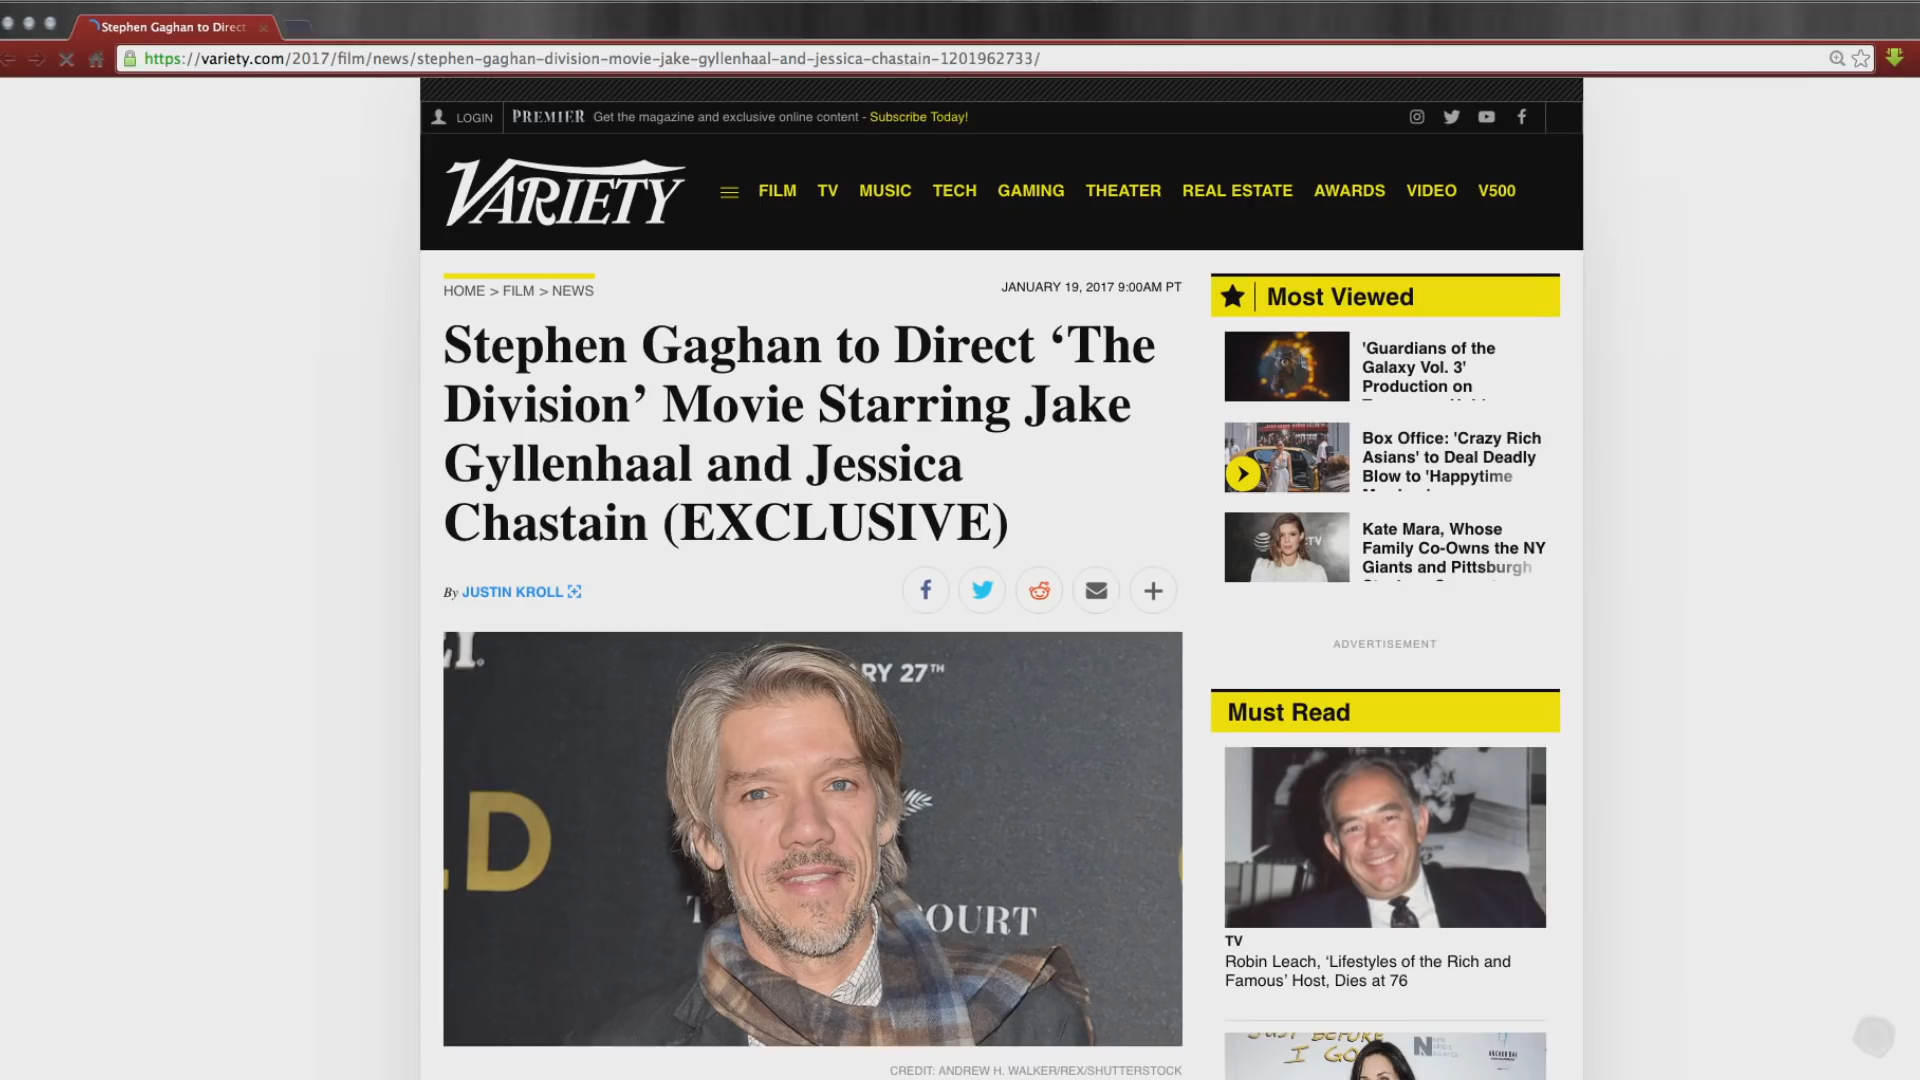 Stephen Gaghan to Direct
https://variety.com/2017/film/news/stephen-gaghan-division-movie-jake-gyllenhaal-and-jessica-chastain-1201962733/
LOGIN
PREMIER Get the magazine and exclusive online content - Subscribe Today!
VARIETY
FILM TV MUSIC TECH GAMING THEATER REAL ESTATE AWARDS VIDEO V500
HOME > FILM > NEWS
JANUARY 19, 2017 9:00AM PT
Stephen Gaghan to Direct ‘The
Division’ Movie Starring Jake
Gyllenhaal and Jessica
Chastain (EXCLUSIVE)
By JUSTIN KROLL
RY 27TH
D
COURT
CREDIT: ANDREW H. WALKER/REX/SHUTTERSTOCK
Most Viewed
'Guardians of the
Galaxy Vol. 3'
Production on
Box Office: 'Crazy Rich
Asians' to Deal Deadly
Blow to 'Happytime
Kate Mara, Whose
Family Co-Owns the NY
Giants and Pittsburgh
ADVERTISEMENT
Must Read
TV
Robin Leach, ‘Lifestyles of the Rich and
Famous’ Host, Dies at 76
JUST BEFORE
I GO